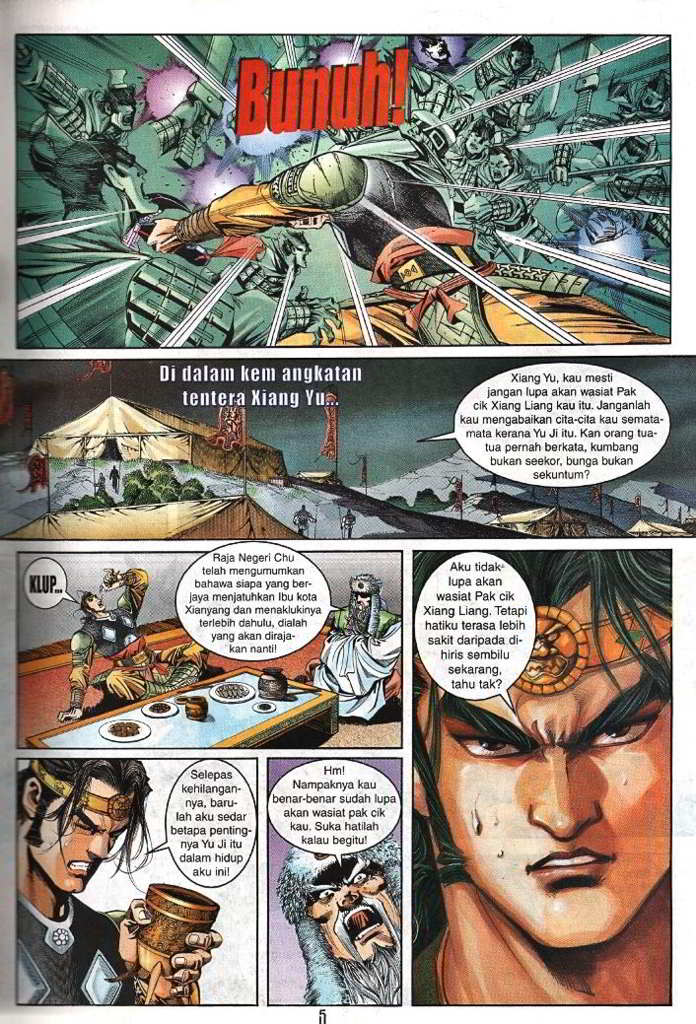 Bunuh!
Di dalam kem angkatan
tentera Xiang Yu...
Xiang Yu, kau mesti
jangan lupa akan wasiat Pak
cik Xiang Liang kau itu. Janganlah
kau mengabaikan cita-cita kau semata-
mata kerana Yu Ji itu. Kan orang tua-
tua pernah berkata, kumbang
bukan seekor, bunga bukan
sekuntum?
KLUP...
Raja Negeri Chu
telah mengumumkan
bahawa siapa yang ber-
jaya menjatuhkan Ibu kota
Xianyang dan menakluKinya
terlebih dahulu, dialah
yang akan diraja-
kan nanti!
Aku tidak
lupa akan
wasiat Pak Cik
Xiang Liang. Tetapi
hatiku terasa lebih
sakit daripada di-
hiris sembilu
sekarang,
tahu tak?
Selepas
kehilangan-
nya, baru-
lah aku sedar
betapa penting-
nya Yu Ji itu
dalam hidup
aku ini!
Hm!
Nampaknya kau
benar-benar sudah lupa
akan wasiat pak cik
kau. Suka hatilah
kalau begitu!
5